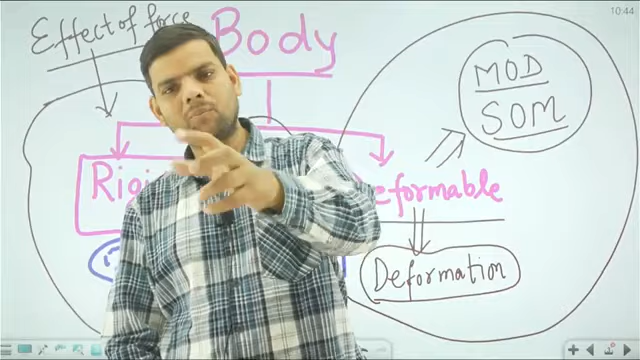 10:44
Effect of force
Body
MOD
SOM
Deformable
Deformation